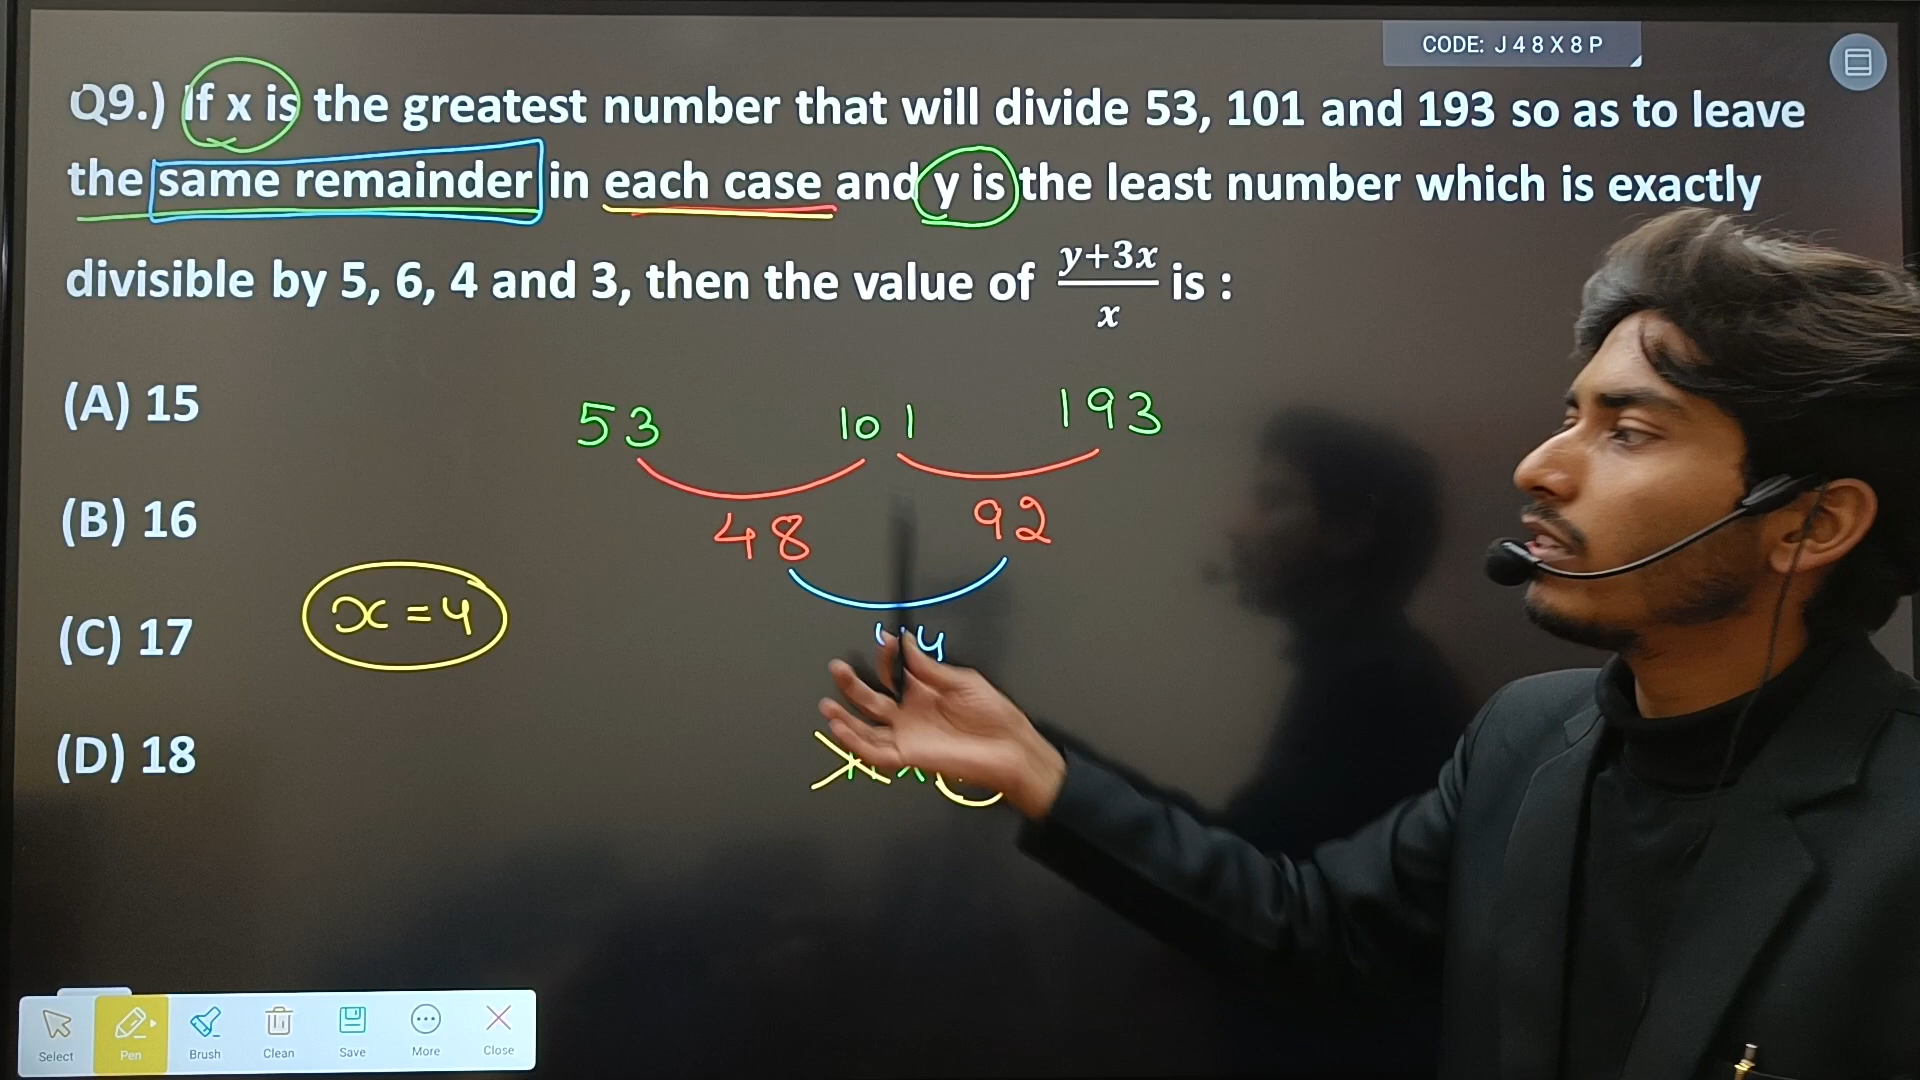 CODE: J48X8P
Q9.) If x is the greatest number that will divide 53, 101 and 193 so as to leave
the same remainder in each case and y is the least number which is exactly
divisible by 5, 6, 4 and 3, then the value of (y+3x)/x is :
(A) 15
(B) 16
(C) 17
(D) 18
53 101 193
48 92
44
x = 4
Select Pen Brush Clean Save More Close